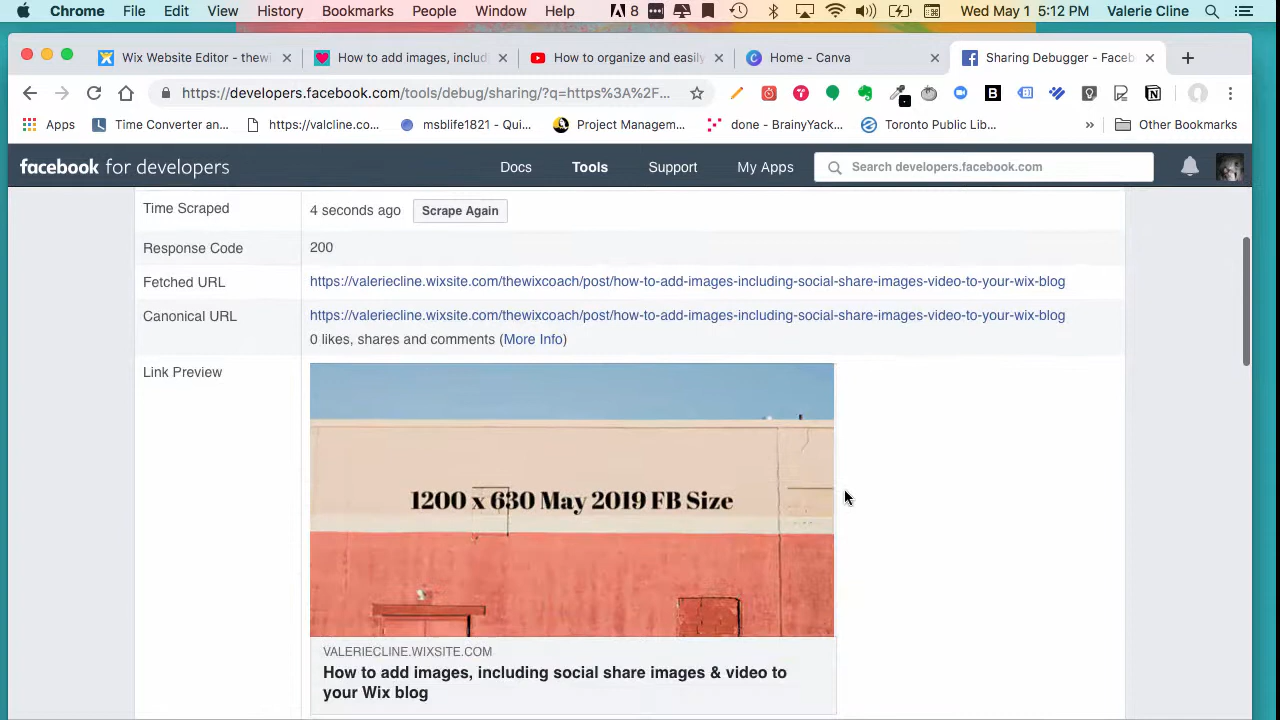 Chrome File Edit View History Bookmarks People Window Help 8 Wed May 1 5:12 PM Valerie Cline
Wix Website Editor - thewi How to add images, includ How to organize and easily Home - Canva Sharing Debugger - Faceb
https://developers.facebook.com/tools/debug/sharing/?q=https%3A%2F...
Apps Time Converter an... https://valcline.co... msblife1821 - Qui... Project Managem... done - BrainyYack... Toronto Public Lib... » Other Bookmarks
facebook for developers Docs Tools Support My Apps Search developers.facebook.com
Time Scraped 4 seconds ago Scrape Again
Response Code 200
Fetched URL https://valeriecline.wixsite.com/thewixcoach/post/how-to-add-images-including-social-share-images-video-to-your-wix-blog
Canonical URL https://valeriecline.wixsite.com/thewixcoach/post/how-to-add-images-including-social-share-images-video-to-your-wix-blog
0 likes, shares and comments (More Info)
Link Preview
1200 x 630 May 2019 FB Size
VALERIECLINE.WIXSITE.COM
How to add images, including social share images & video to
your Wix blog